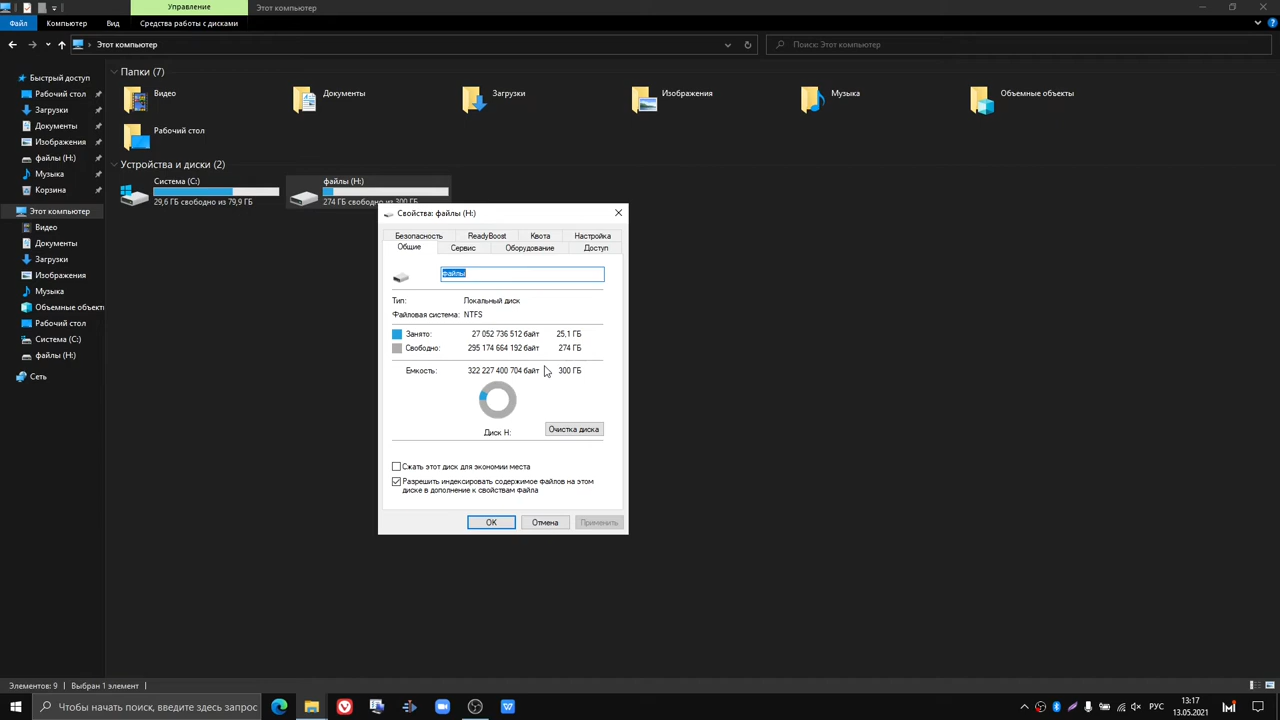 Управление
Этот компьютер
Файл
Компьютер
Вид
Средства работы с дисками
Этот компьютер
Поиск: Этот компьютер
Быстрый доступ
Рабочий стол
Загрузки
Документы
Изображения
файлы (H:)
Музыка
Корзина
Этот компьютер
Видео
Документы
Загрузки
Изображения
Музыка
Объемные объекты
Рабочий стол
Система (C:)
файлы (H:)
Сеть
Папки (7)
Видео
Документы
Загрузки
Изображения
Музыка
Объемные объекты
Рабочий стол
Устройства и диски (2)
Система (C:)
29,6 ГБ свободно из 79,9 ГБ
файлы (H:)
274 ГБ свободно из 300 ГБ
Свойства: файлы (H:)
Безопасность
ReadyBoost
Квота
Настройка
Общие
Сервис
Оборудование
Доступ
файлы
Тип: Локальный диск
Файловая система: NTFS
Занято: 27 052 736 512 байт 25,1 ГБ
Свободно: 295 174 664 192 байт 274 ГБ
Емкость: 322 227 400 704 байт 300 ГБ
Диск H:
Очистка диска
Сжать этот диск для экономии места
Разрешить индексировать содержимое файлов на этом
диске в дополнение к свойствам файла
OK
Отмена
Применить
Элементов: 9
Выбран 1 элемент
Чтобы начать поиск, введите здесь запрос
РУС
13:17
13.05.2021